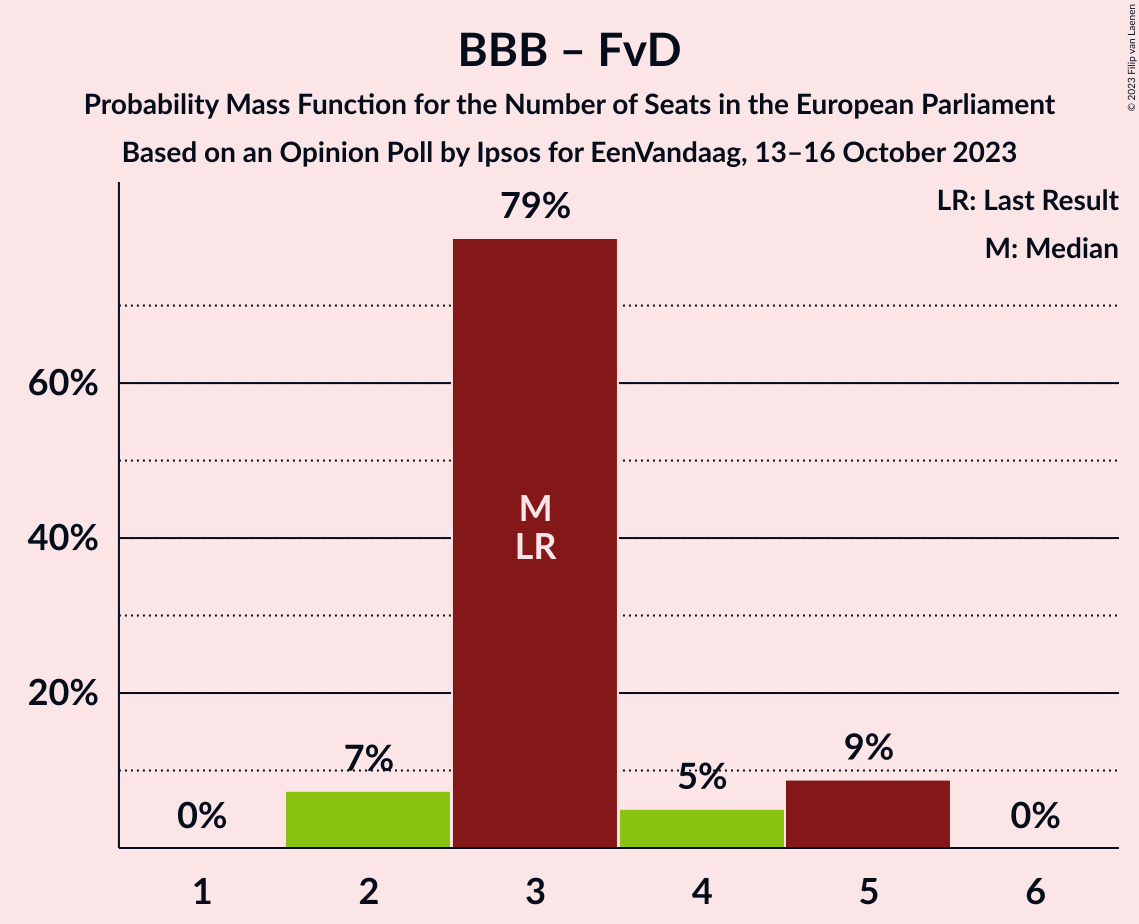 BBB – FvD
Probability Mass Function for the Number of Seats in the European Parliament
Based on an Opinion Poll by Ipsos for EenVandaag, 13–16 October 2023
© 2023 Filip van Laenen
LR: Last Result
M: Median
79%
60%
M
LR
40%
20%
7%
5%
9%
0%
0%
1
2
3
4
5
6